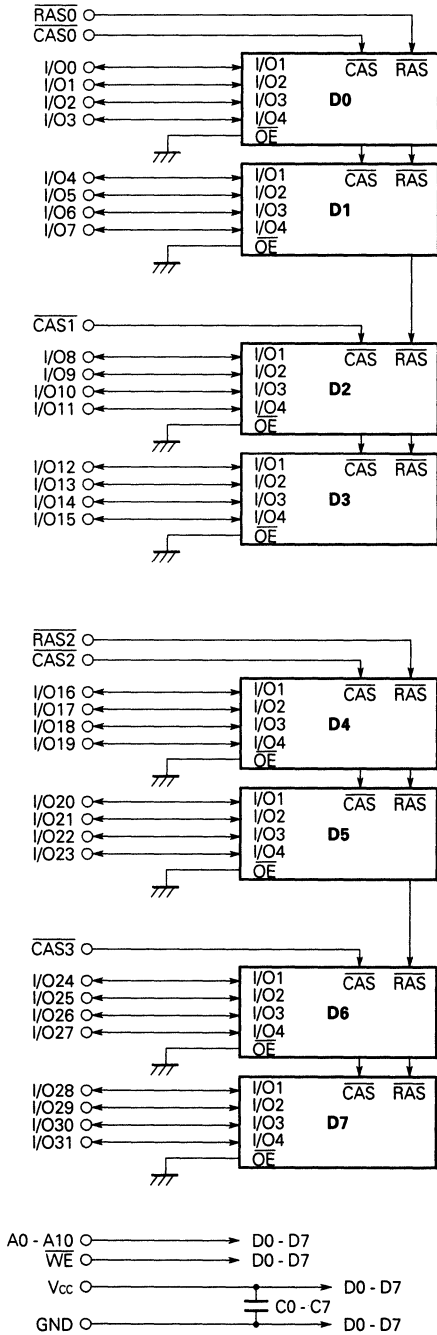 RAS0
CAS0
I/O0 I/O1 CAS RAS
I/O1 I/O2
I/O2 I/O3 D0
I/O3 I/O4
OE
I/O4 I/O1 CAS RAS
I/O5 I/O2
I/O6 I/O3 D1
I/O7 I/O4
OE
CAS1
I/O8 I/O1 CAS RAS
I/O9 I/O2
I/O10 I/O3 D2
I/O11 I/O4
OE
I/O12 I/O1 CAS RAS
I/O13 I/O2
I/O14 I/O3 D3
I/O15 I/O4
OE
RAS2
CAS2
I/O16 I/O1 CAS RAS
I/O17 I/O2
I/O18 I/O3 D4
I/O19 I/O4
OE
I/O20 I/O1 CAS RAS
I/O21 I/O2
I/O22 I/O3 D5
I/O23 I/O4
OE
CAS3
I/O24 I/O1 CAS RAS
I/O25 I/O2
I/O26 I/O3 D6
I/O27 I/O4
OE
I/O28 I/O1 CAS RAS
I/O29 I/O2
I/O30 I/O3 D7
I/O31 I/O4
OE
A0 - A10 D0 - D7
WE D0 - D7
Vcc D0 - D7
C0 - C7
GND D0 - D7